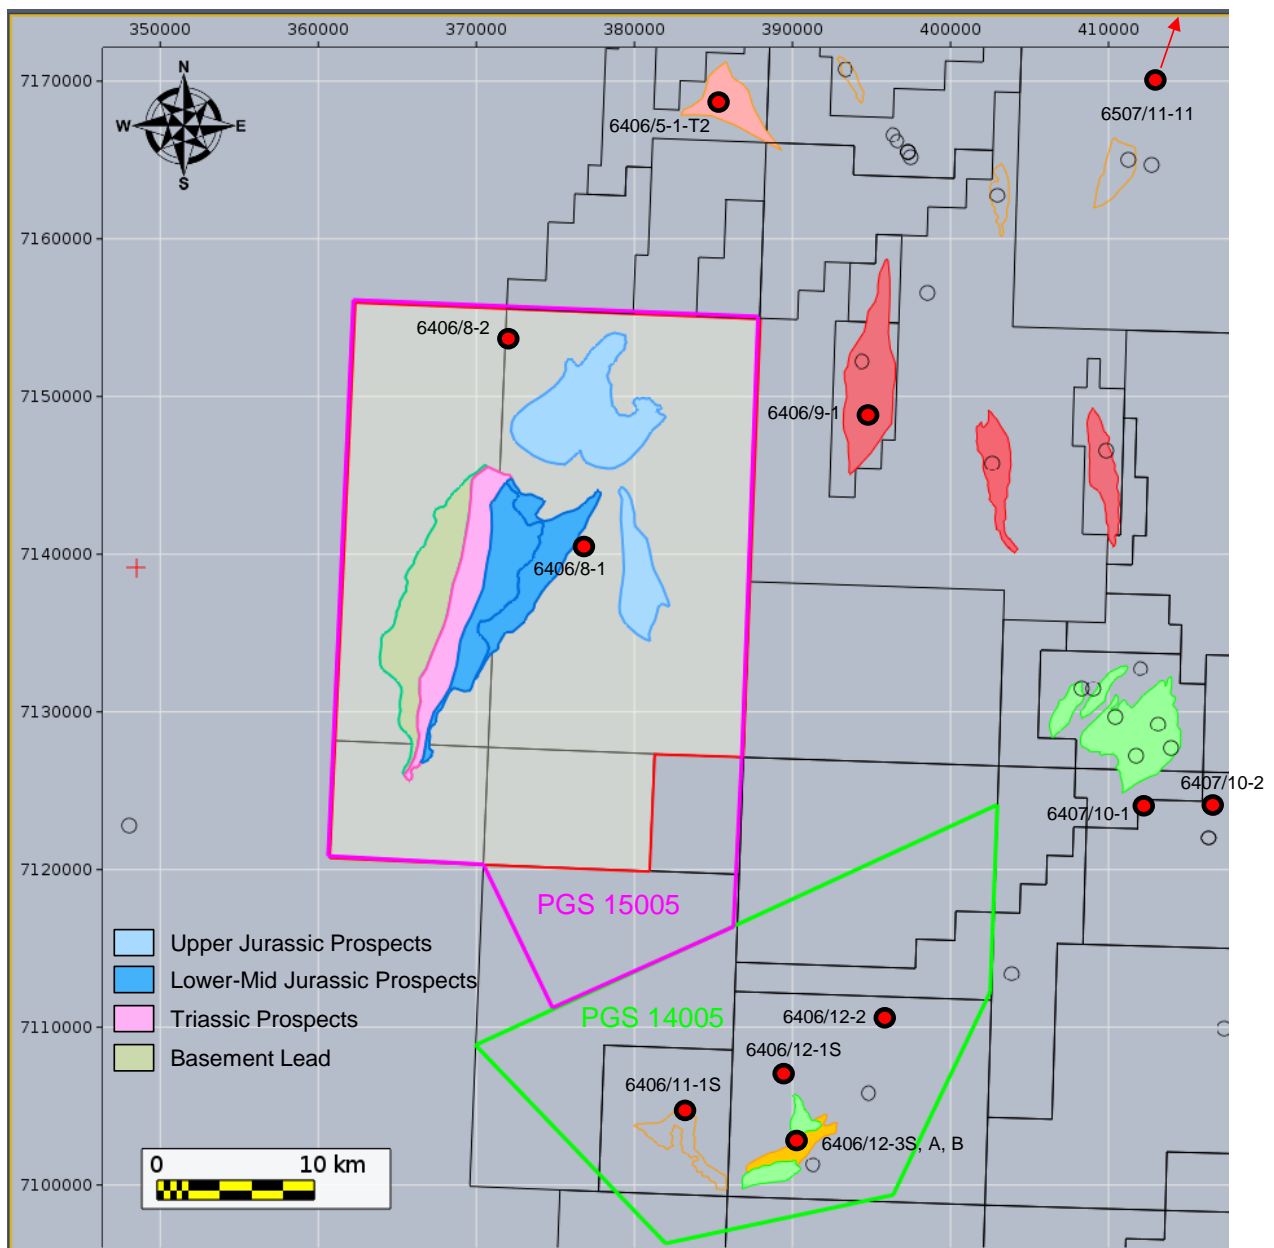 350000 360000 370000 380000 390000 400000 410000
7170000
7160000
7150000
7140000
7130000
7120000
7110000
7100000
N
W E
S
6406/5-1-T2
6507/11-11
6406/8-2
6406/9-1
6406/8-1
6407/10-2
6407/10-1
PGS 15005
PGS 14005
6406/12-2
6406/12-1S
6406/11-1S
6406/12-3S, A, B
Upper Jurassic Prospects
Lower-Mid Jurassic Prospects
Triassic Prospects
Basement Lead
0 10 km